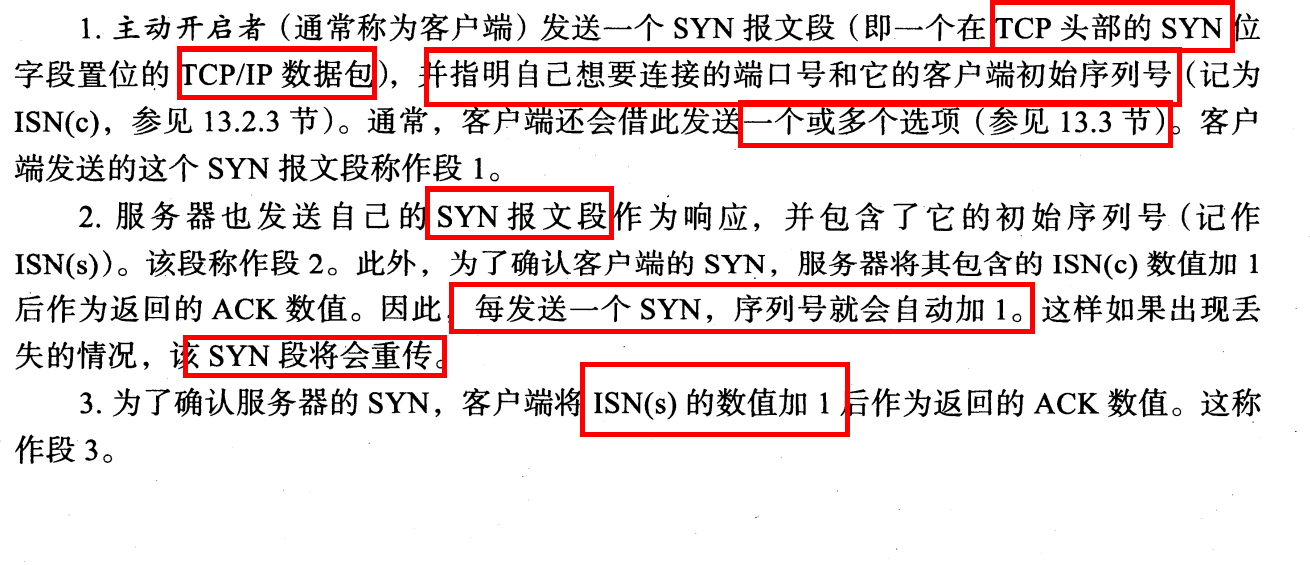 1. 主动开启者（通常称为客户端）发送一个 SYN 报文段（即一个在 TCP 头部的 SYN 位
字段置位的 TCP/IP 数据包），并指明自己想要连接的端口号和它的客户端初始序列号（记为
ISN(c)，参见 13.2.3 节）。通常，客户端还会借此发送一个或多个选项（参见 13.3 节）。客户
端发送的这个 SYN 报文段称作段 1。
2. 服务器也发送自己的 SYN 报文段作为响应，并包含了它的初始序列号（记作
ISN(s)）。该段称作段 2。此外，为了确认客户端的 SYN，服务器将其包含的 ISN(c) 数值加 1
后作为返回的 ACK 数值。因此，每发送一个 SYN，序列号就会自动加 1。这样如果出现丢
失的情况，该 SYN 段将会重传。
3. 为了确认服务器的 SYN，客户端将 ISN(s) 的数值加 1 后作为返回的 ACK 数值。这称
作段 3。